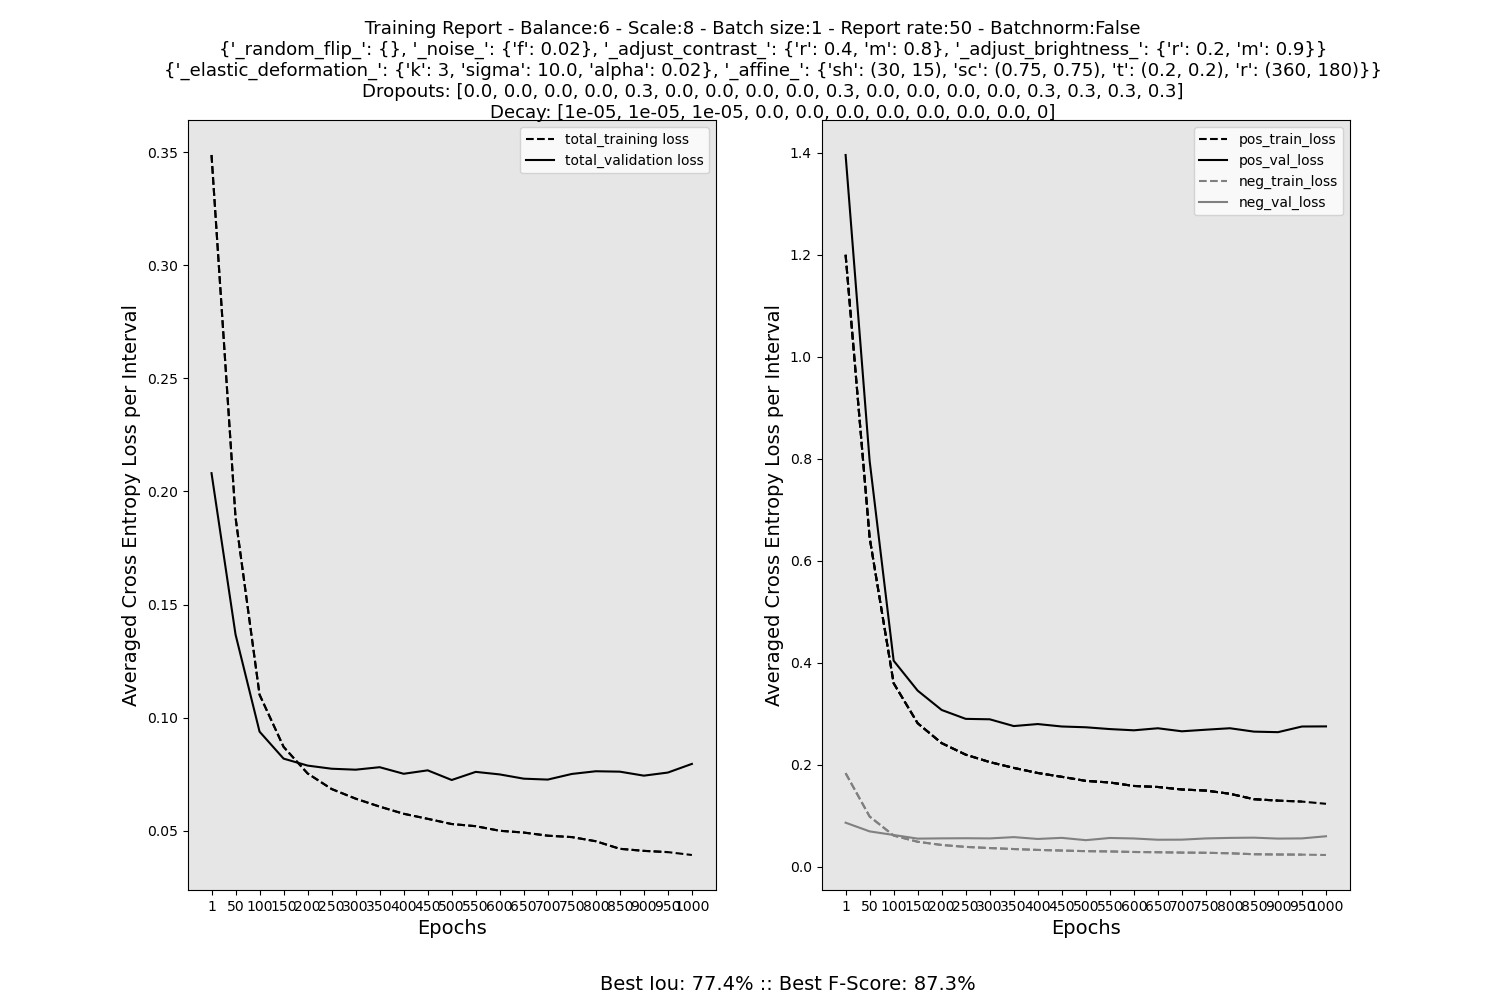 Training Report - Balance:6 - Scale:8 - Batch size:1 - Report rate:50 - Batchnorm:False
{'_random_flip_': {}, '_noise_': {'f': 0.02}, '_adjust_contrast_': {'r': 0.4, 'm': 0.8}, '_adjust_brightness_': {'r': 0.2, 'm': 0.9}}
{'_elastic_deformation_': {'k': 3, 'sigma': 10.0, 'alpha': 0.02}, '_affine_': {'sh': (30, 15), 'sc': (0.75, 0.75), 't': (0.2, 0.2), 'r': (360, 180)}}
Dropouts: [0.0, 0.0, 0.0, 0.0, 0.3, 0.0, 0.0, 0.0, 0.0, 0.3, 0.0, 0.0, 0.0, 0.0, 0.3, 0.3, 0.3, 0.3]
Decay: [1e-05, 1e-05, 1e-05, 0.0, 0.0, 0.0, 0.0, 0.0, 0.0, 0.0, 0]
total_training loss
total_validation loss
0.35
0.30
0.25
0.20
0.15
0.10
0.05
Averaged Cross Entropy Loss per Interval
1 50 100 150 200 250 300 350 400 450 500 550 600 650 700 750 800 850 900 950 1000
Epochs
pos_train_loss
pos_val_loss
neg_train_loss
neg_val_loss
1.4
1.2
1.0
0.8
0.6
0.4
0.2
0.0
Averaged Cross Entropy Loss per Interval
1 50 100 150 200 250 300 350 400 450 500 550 600 650 700 750 800 850 900 950 1000
Epochs
Best Iou: 77.4% :: Best F-Score: 87.3%